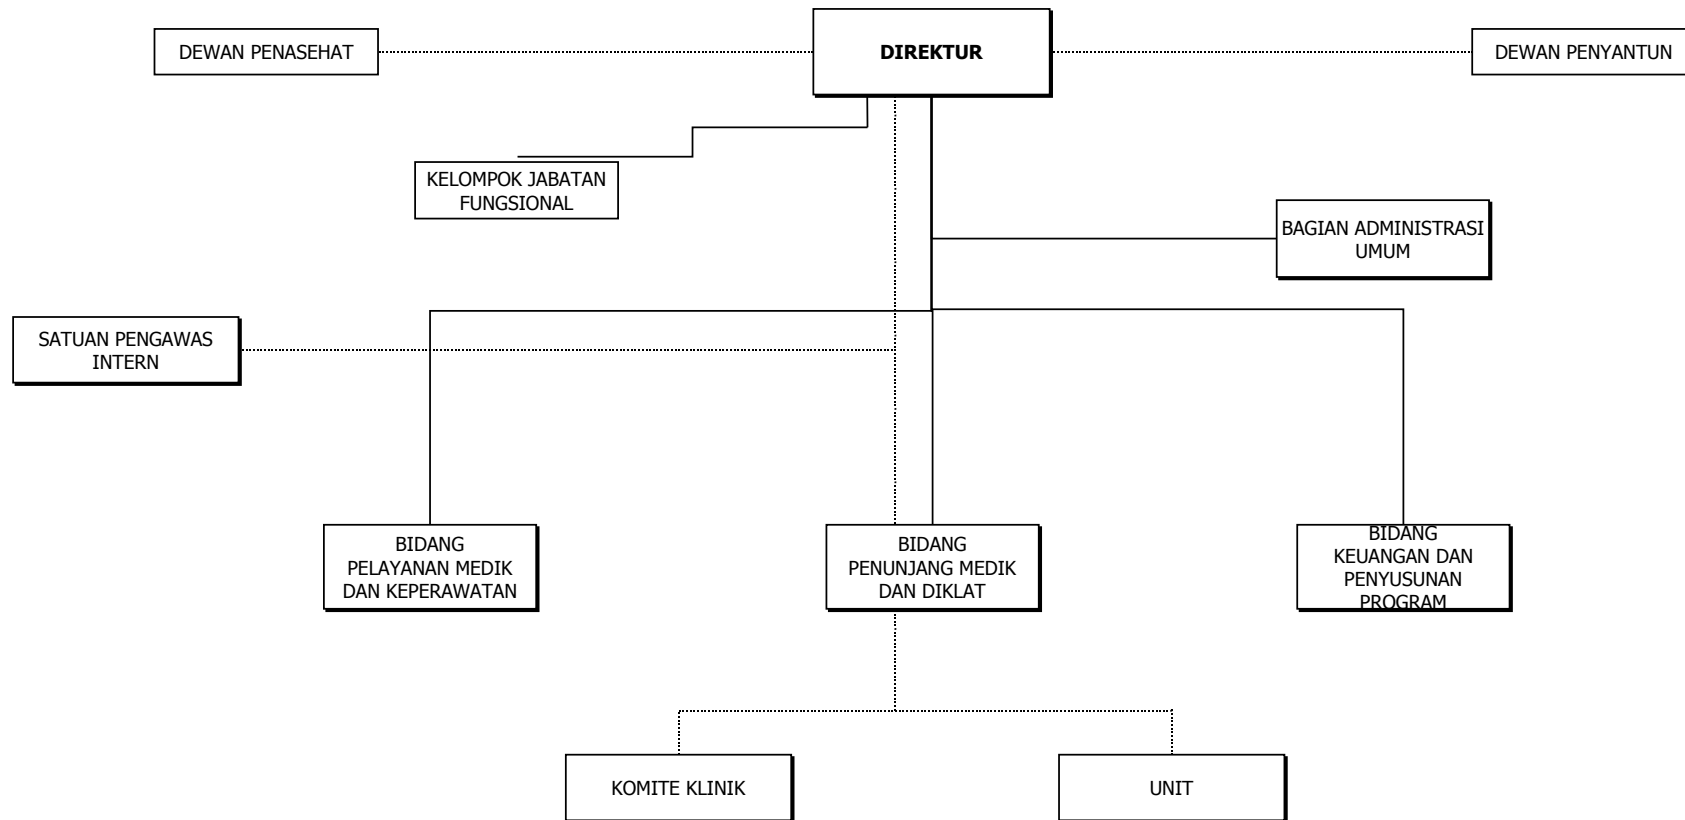 DEWAN PENASEHAT
DIREKTUR
DEWAN PENYANTUN
KELOMPOK JABATAN
FUNGSIONAL
BAGIAN ADMINISTRASI
UMUM
SATUAN PENGAWAS
INTERN
BIDANG
PELAYANAN MEDIK
DAN KEPERAWATAN
BIDANG
PENUNJANG MEDIK
DAN DIKLAT
BIDANG
KEUANGAN DAN
PENYUSUNAN
PROGRAM
KOMITE KLINIK
UNIT